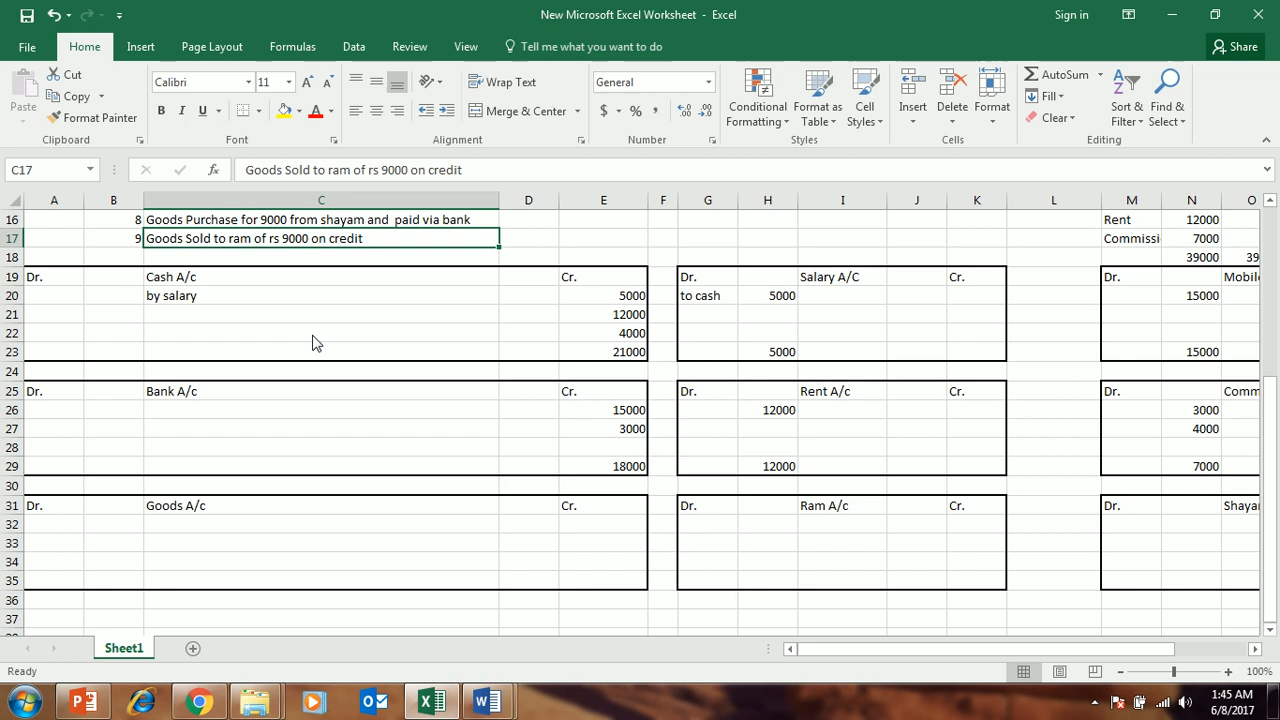 New Microsoft Excel Worksheet - Excel
Sign in
File Home Insert Page Layout Formulas Data Review View Tell me what you want to do Share
Paste
Cut
Copy
Format Painter
Clipboard
Calibri 11
B I U A
Font
Wrap Text
Merge & Center
Alignment
General
$ % ,
Number
Conditional Formatting
Format as Table
Cell Styles
Styles
Insert Delete Format
Cells
AutoSum
Fill
Clear
Sort & Filter
Find & Select
Editing
C17 fx Goods Sold to ram of rs 9000 on credit
A B C D E F G H I J K L M N O
16 8 Goods Purchase for 9000 from shayam and paid via bank Rent 12000
17 9 Goods Sold to ram of rs 9000 on credit Commissi 7000
18 39000 39
19 Dr. Cash A/c Cr. Dr. Salary A/C Cr. Dr. Mobile
20 by salary 5000 to cash 5000 15000
21 12000
22 4000
23 21000 5000 15000
24
25 Dr. Bank A/c Cr. Dr. Rent A/c Cr. Dr. Comm
26 15000 12000 3000
27 3000 4000
28
29 18000 12000 7000
30
31 Dr. Goods A/c Cr. Dr. Ram A/c Cr. Dr. Shaya
32
33
34
35
36
37
Sheet1
Ready 100%
1:45 AM
6/8/2017